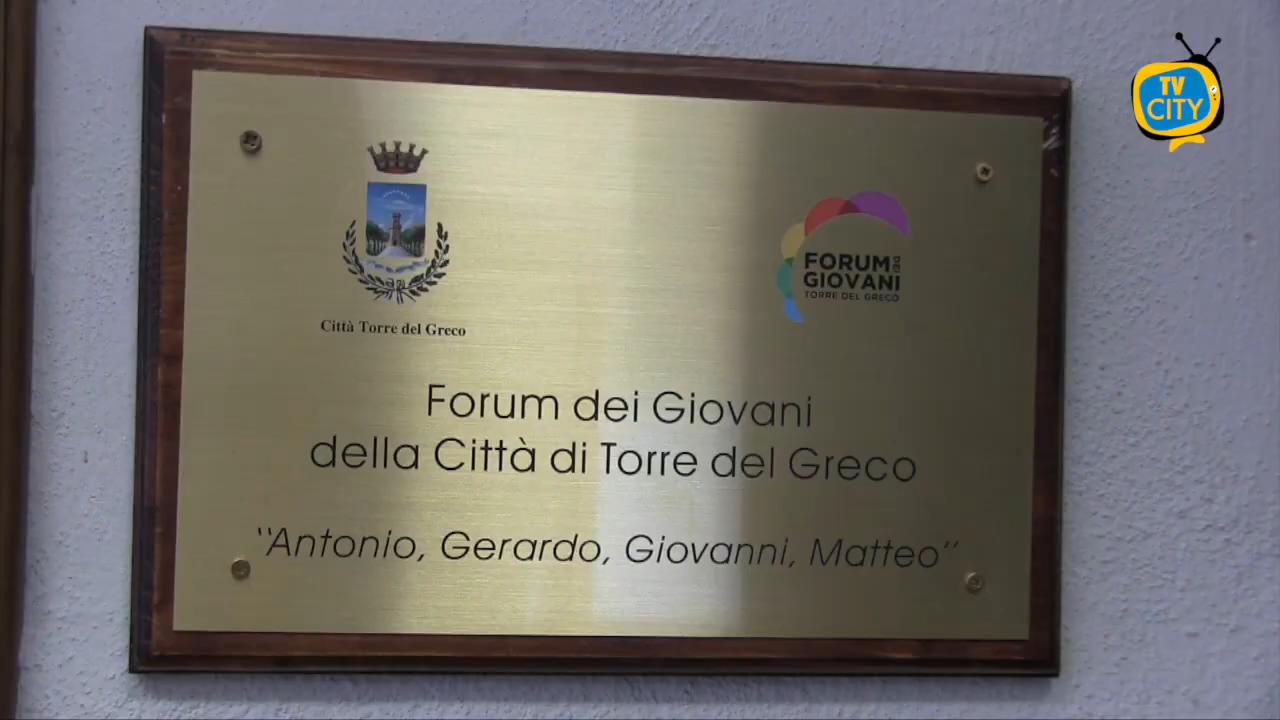 TV
CITY
FORUM DEI
GIOVANI
TORRE DEL GRECO
Città Torre del Greco
Forum dei Giovani
della Città di Torre del Greco
"Antonio, Gerardo, Giovanni, Matteo"